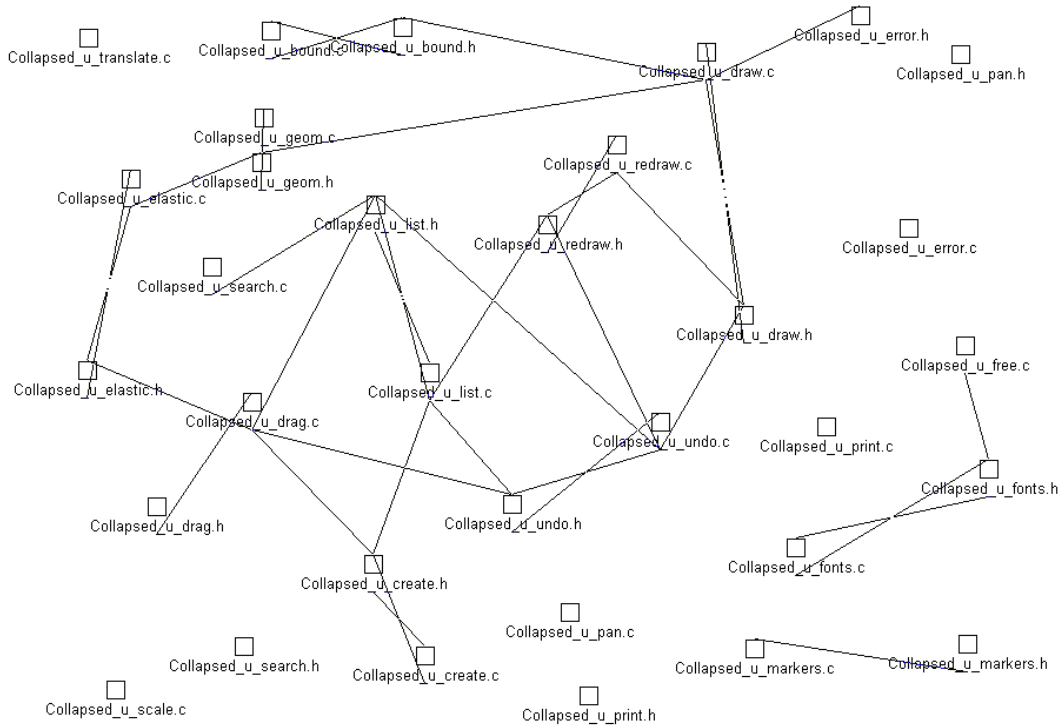 Collapsed_u_translate.c
Collapsed_u_bound.c
Collapsed_u_bound.h
Collapsed_u_error.h
Collapsed_u_draw.c
Collapsed_u_pan.h
Collapsed_u_geom.c
Collapsed_u_redraw.c
Collapsed_u_geom.h
Collapsed_u_elastic.c
Collapsed_u_list.h
Collapsed_u_redraw.h
Collapsed_u_error.c
Collapsed_u_search.c
Collapsed_u_draw.h
Collapsed_u_free.c
Collapsed_u_elastic.h
Collapsed_u_list.c
Collapsed_u_drag.c
Collapsed_u_undo.c
Collapsed_u_print.c
Collapsed_u_fonts.h
Collapsed_u_drag.h
Collapsed_u_undo.h
Collapsed_u_fonts.c
Collapsed_u_create.h
Collapsed_u_pan.c
Collapsed_u_search.h
Collapsed_u_create.c
Collapsed_u_markers.c
Collapsed_u_markers.h
Collapsed_u_scale.c
Collapsed_u_print.h